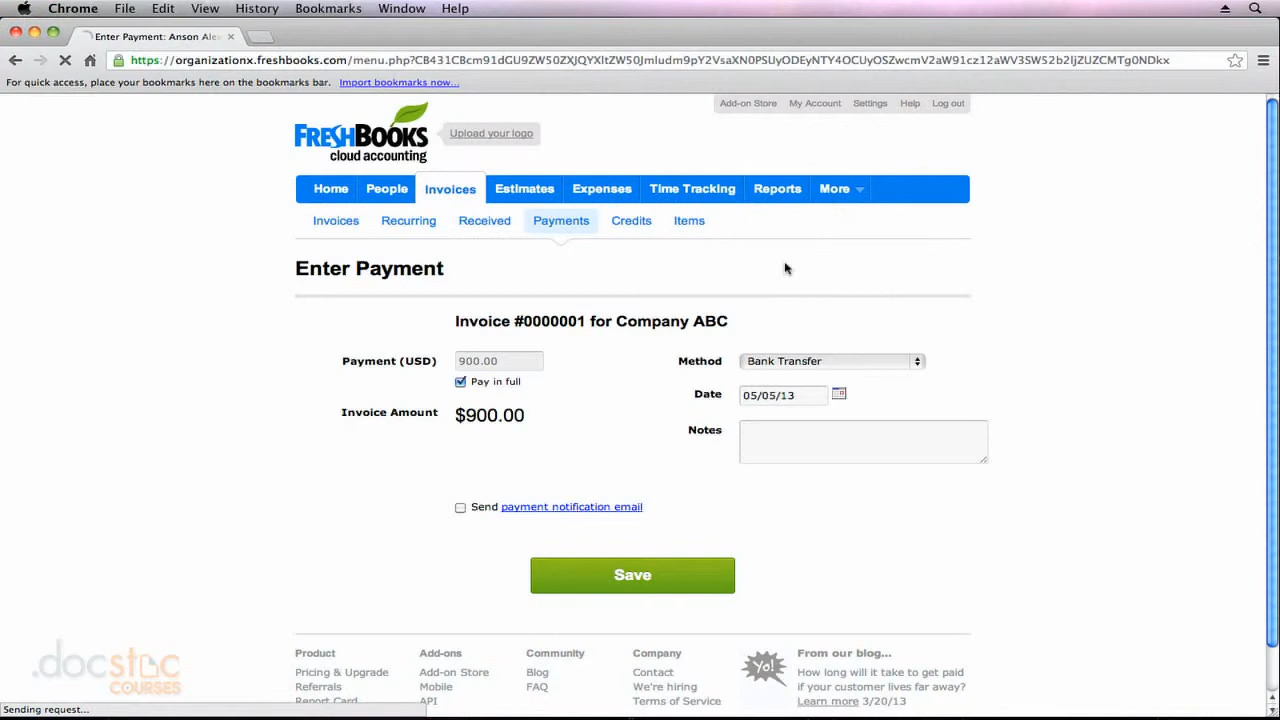 Chrome File Edit View History Bookmarks Window Help
Enter Payment: Anson Ale
For quick access, place your bookmarks here on the bookmarks bar. Import bookmarks now...
Add-on Store My Account Settings Help Log out
FRESHBOOKS
cloud accounting
Upload your logo
Home People Invoices Estimates Expenses Time Tracking Reports More
Invoices Recurring Received Payments Credits Items
Enter Payment
Invoice #0000001 for Company ABC
Payment (USD) 900.00 Method Bank Transfer
Pay in full
Date 05/05/13
Invoice Amount $900.00
Notes
Send payment notification email
Save
Product Add-ons Community Company Yo! From our blog...
Pricing & Upgrade Add-on Store Blog Contact How long will it take to get paid
Referrals Mobile FAQ We're hiring if your customer lives far away?
Report Card API Terms of Service Learn more 3/20/13
.docstoc
COURSES
Sending request...